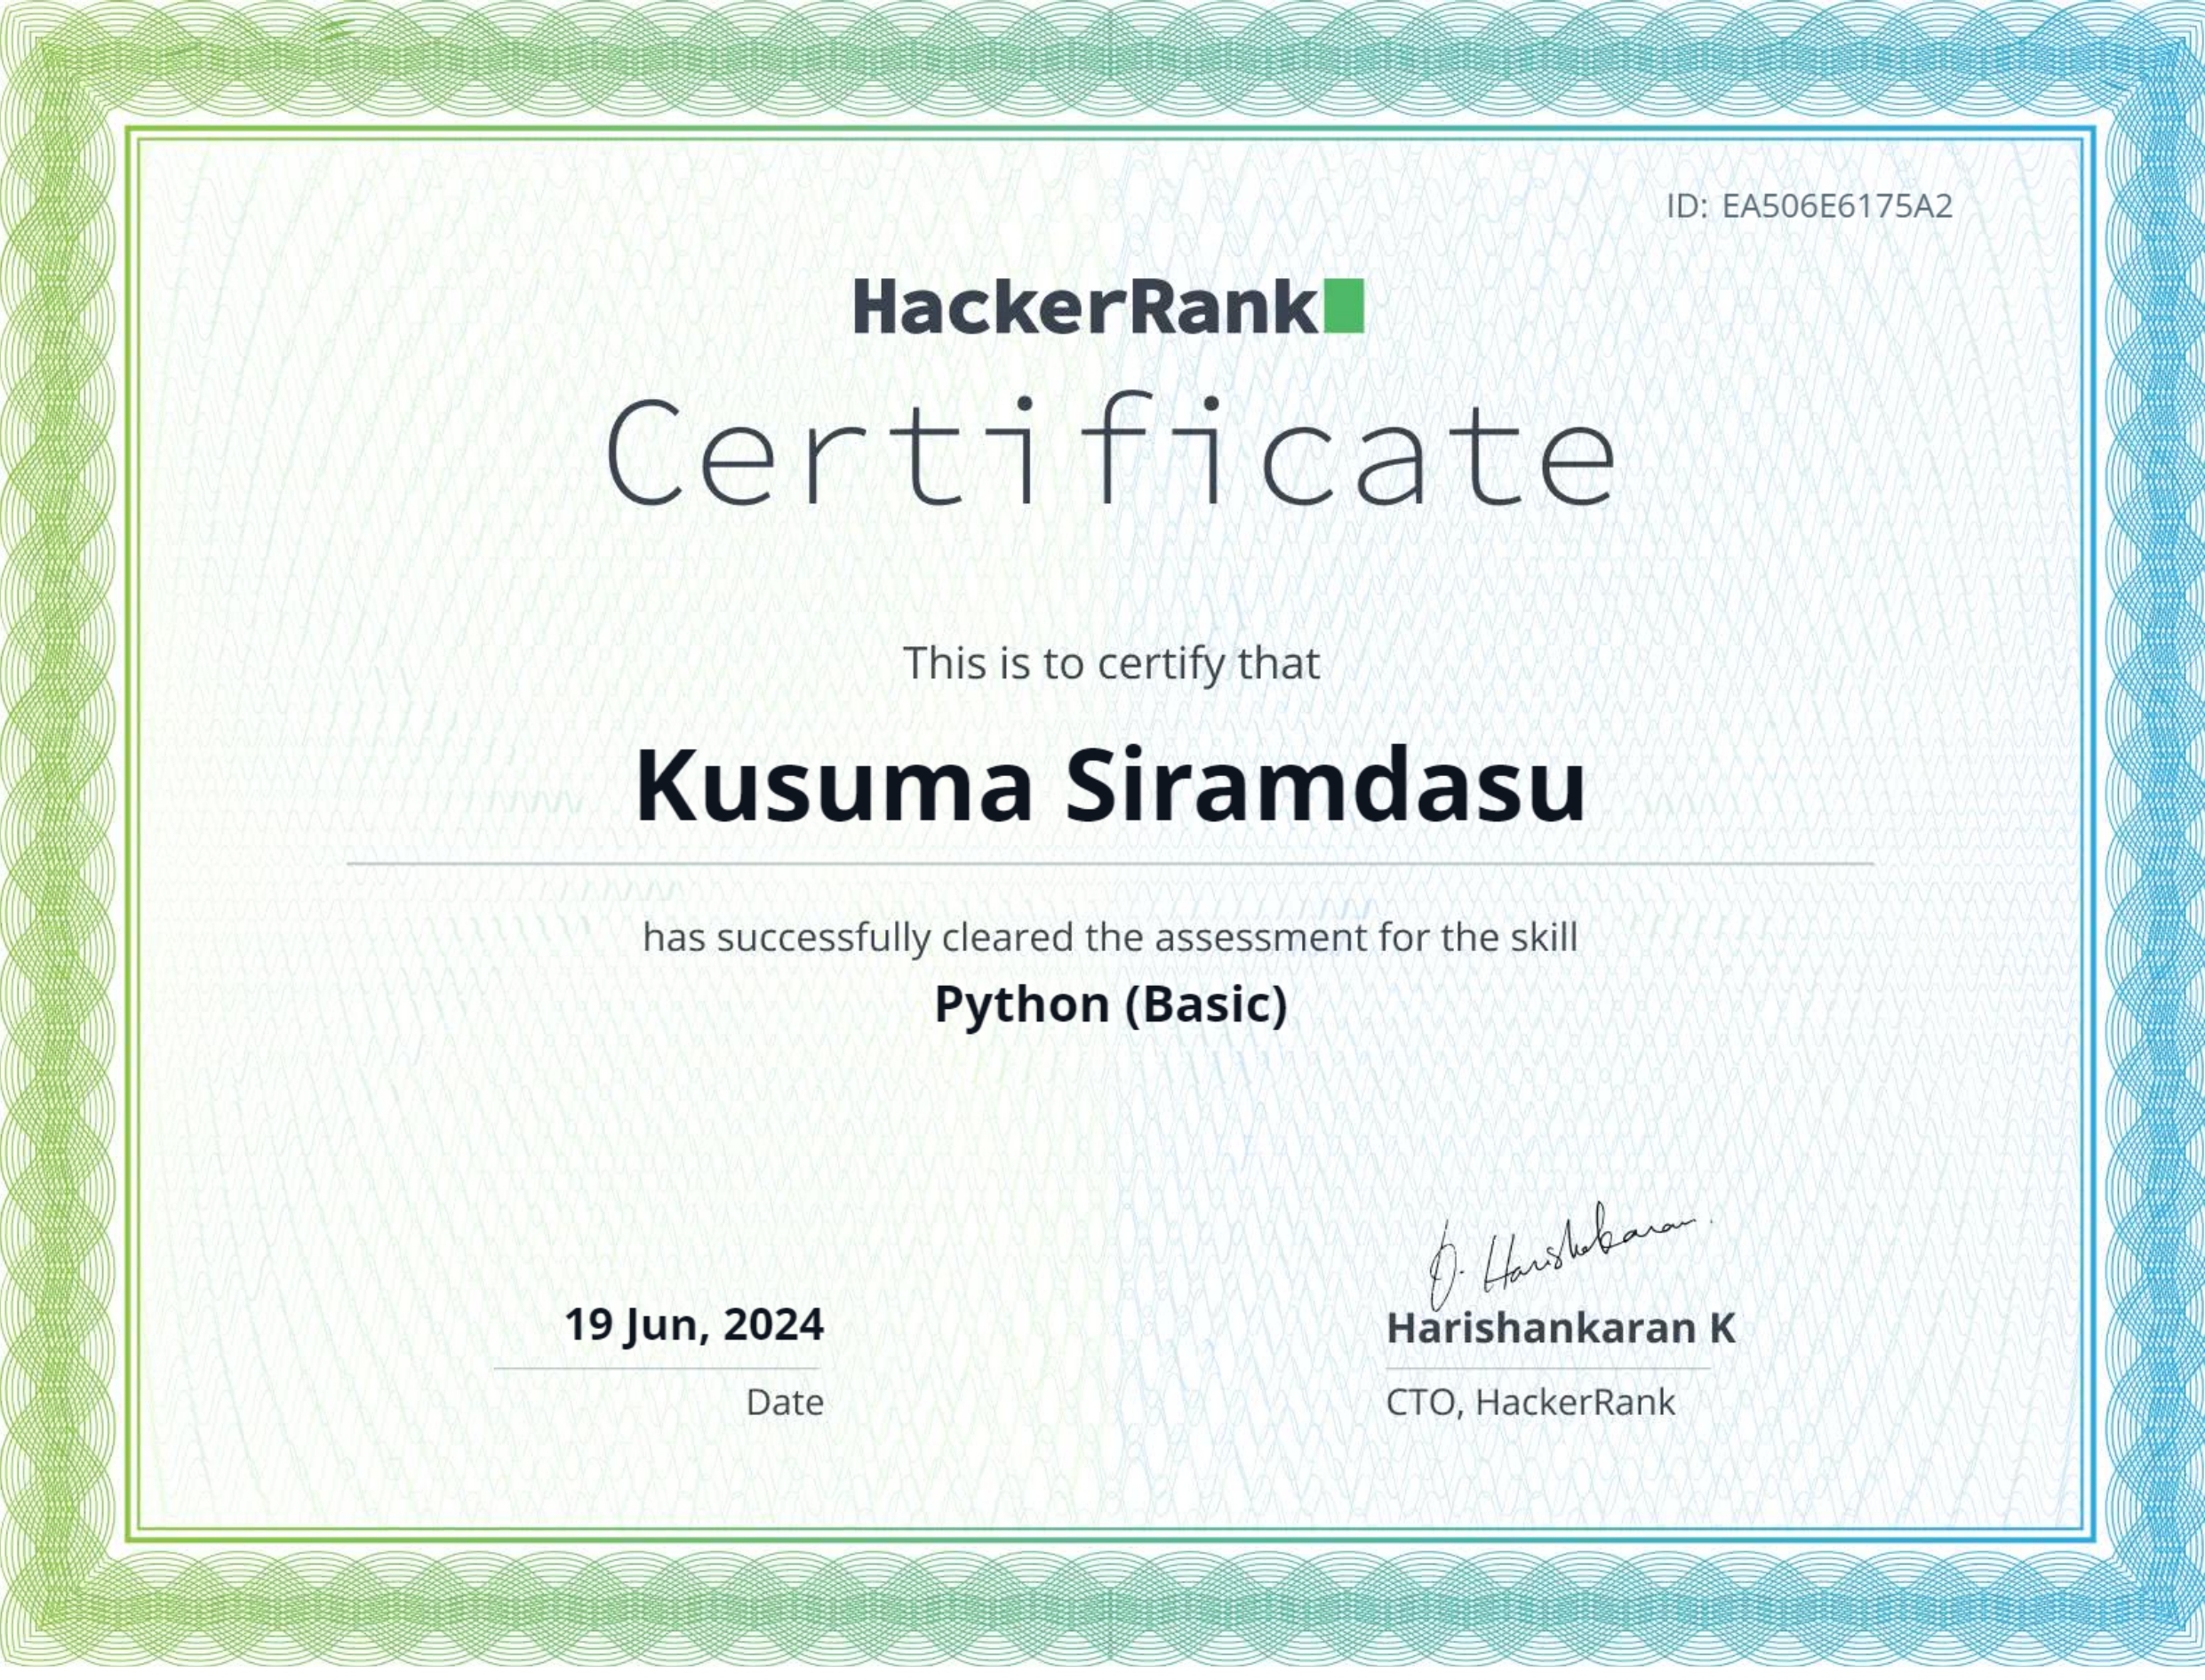 ID: EA506E6175A2
HackerRank
Certificate
This is to certify that
Kusuma Siramdasu
has successfully cleared the assessment for the skill
Python (Basic)
Harishankaran
19 Jun, 2024
Harishankaran K
Date
CTO, HackerRank